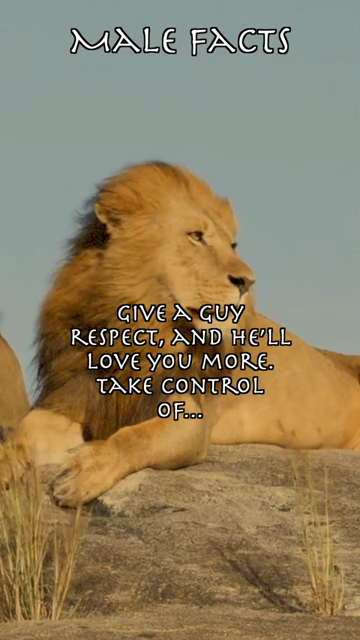 MALE FACTS
GIVE A GUY
RESPECT, AND HE'LL
LOVE YOU MORE.
TAKE CONTROL
OF...